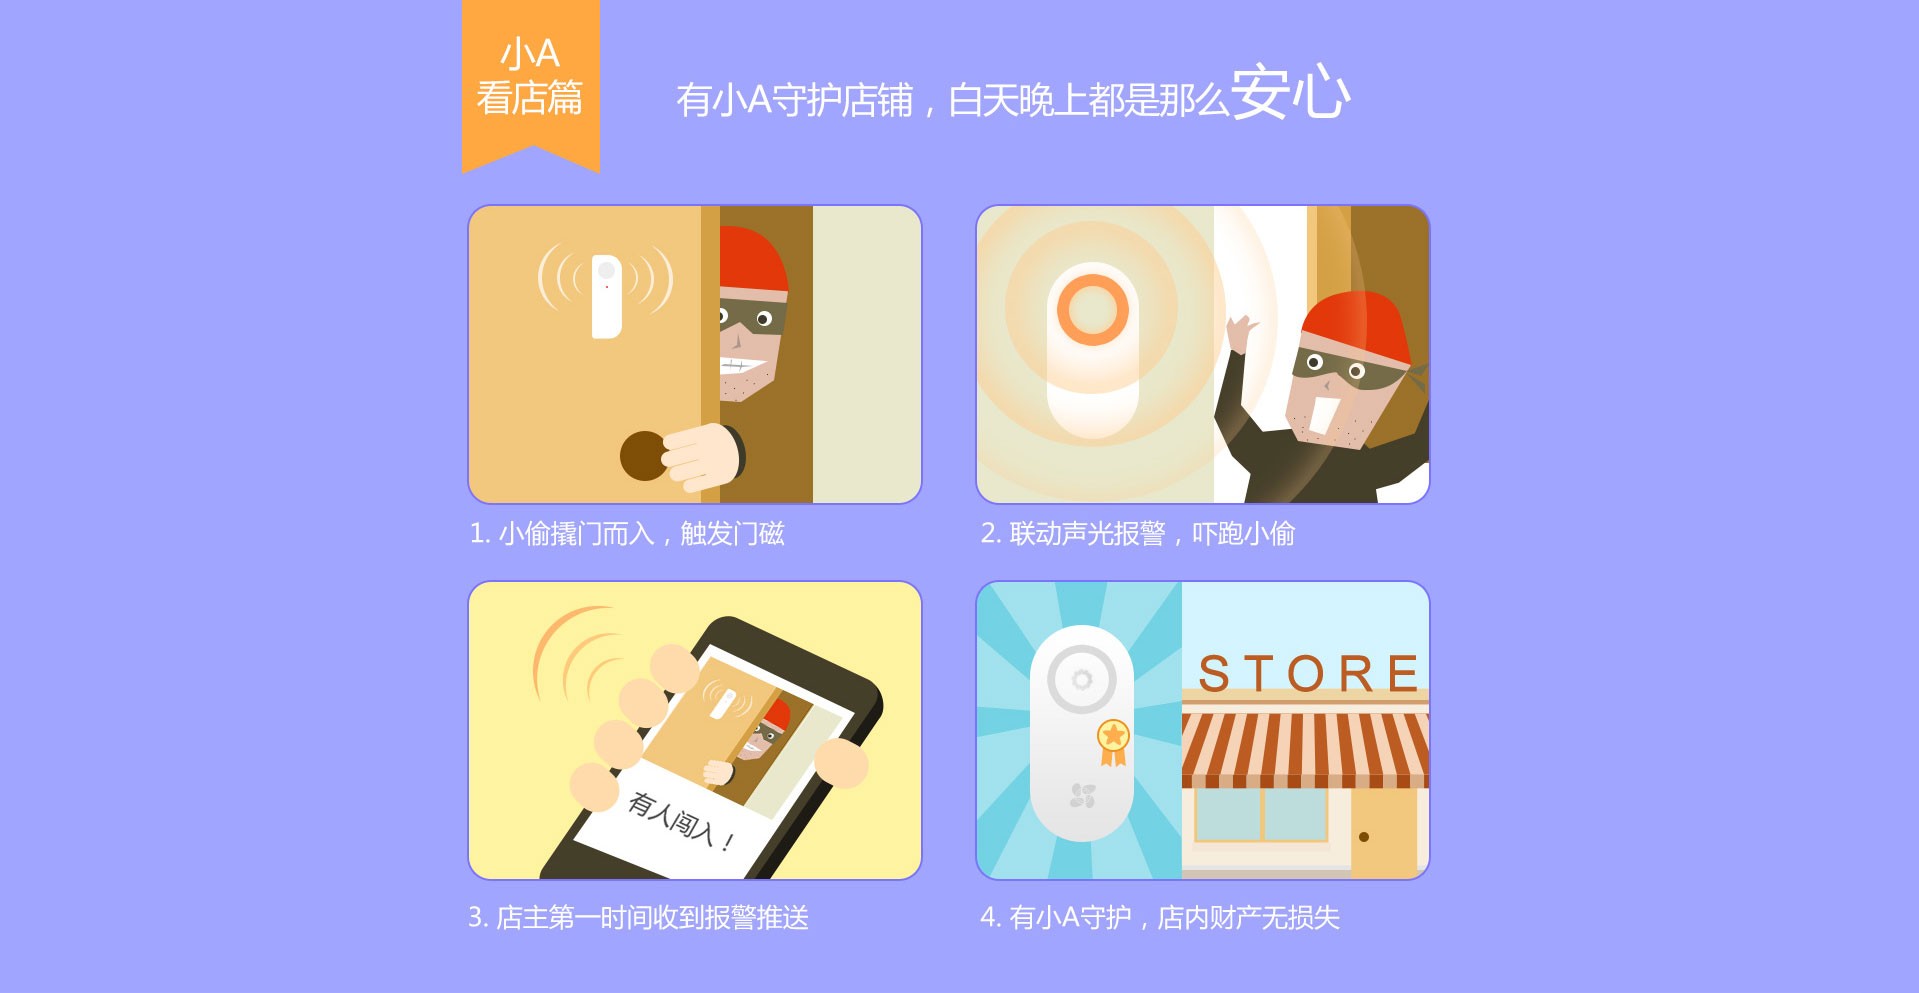 小A
看店篇
有小A守护店铺，白天晚上都是那么安心
1. 小偷撬门而入，触发门磁
2. 联动声光报警，吓跑小偷
有人闯入！
STORE
3. 店主第一时间收到报警推送
4. 有小A守护，店内财产无损失